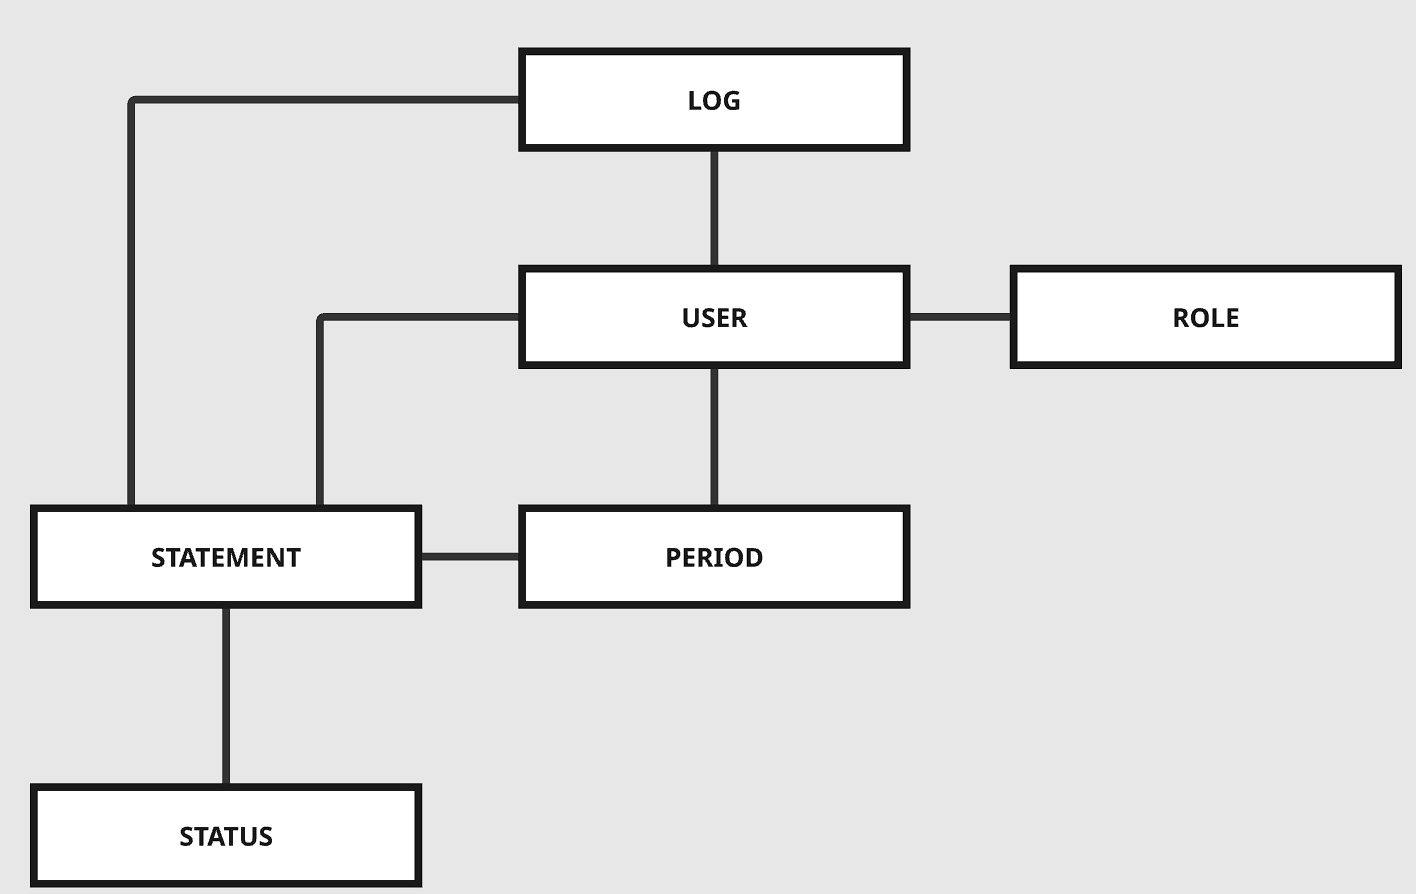 LOG
USER
ROLE
STATEMENT
PERIOD
STATUS